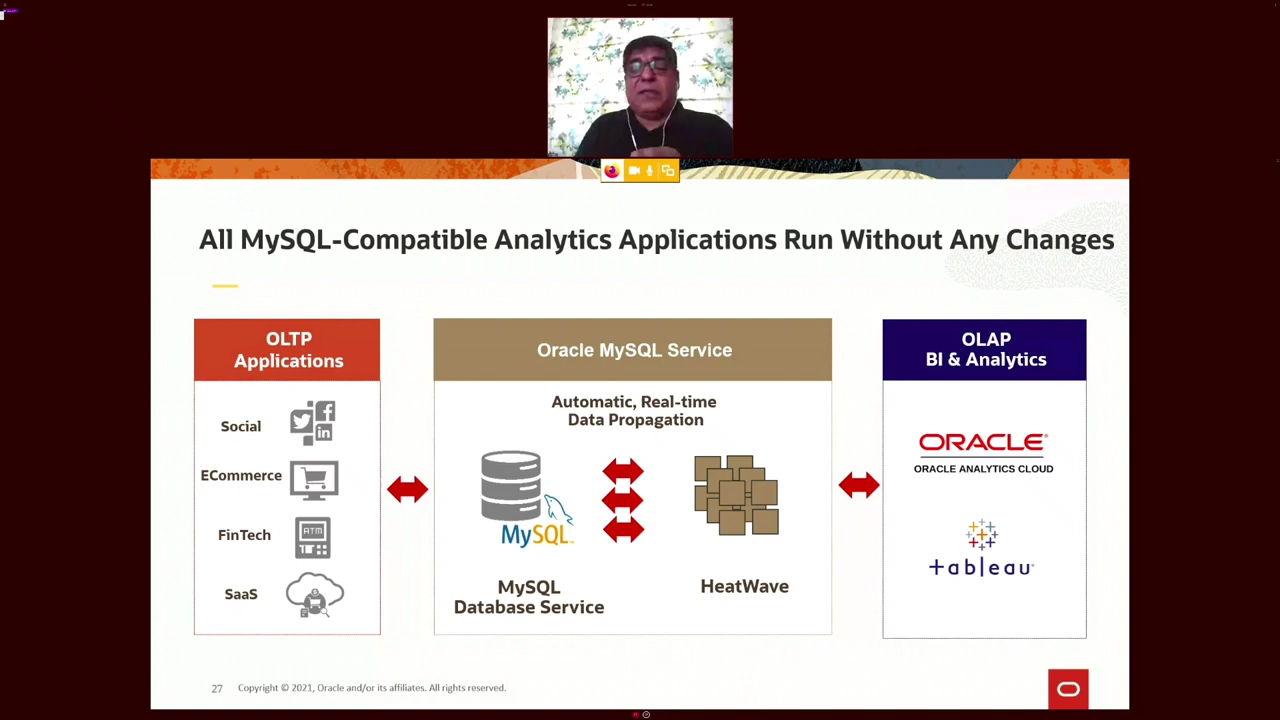 All MySQL-Compatible Analytics Applications Run Without Any Changes
OLTP
Applications
Social
ECommerce
FinTech
ATM
SaaS
Oracle MySQL Service
Automatic, Real-time
Data Propagation
MySQL
MySQL
Database Service
HeatWave
OLAP
BI & Analytics
ORACLE
ORACLE ANALYTICS CLOUD
+ableau
27 Copyright © 2021, Oracle and/or its affiliates. All rights reserved.